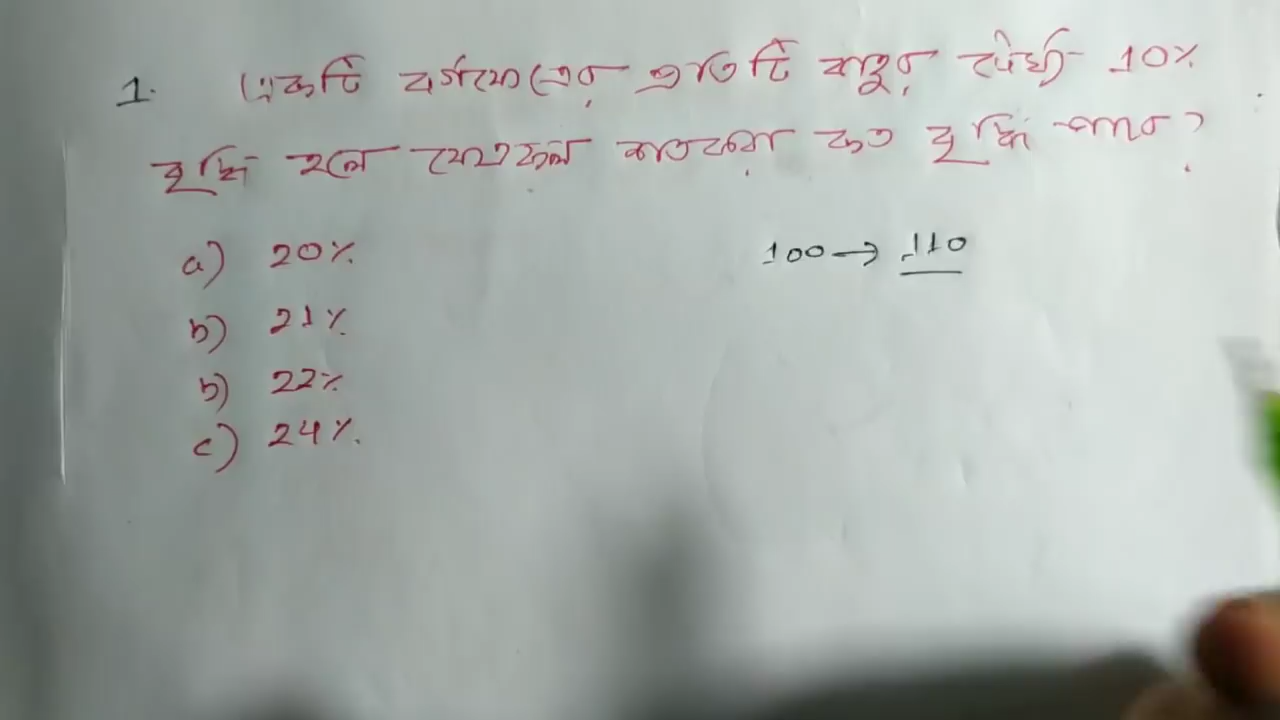 1. একটি বর্গক্ষেত্রের প্রতিটি বাহুর দৈর্ঘ্য 10%
বৃদ্ধি হলে ক্ষেত্রফল শতকরা কত বৃদ্ধি পাবে?
a) 20%
100 → 110
b) 21%
b) 22%
c) 24%